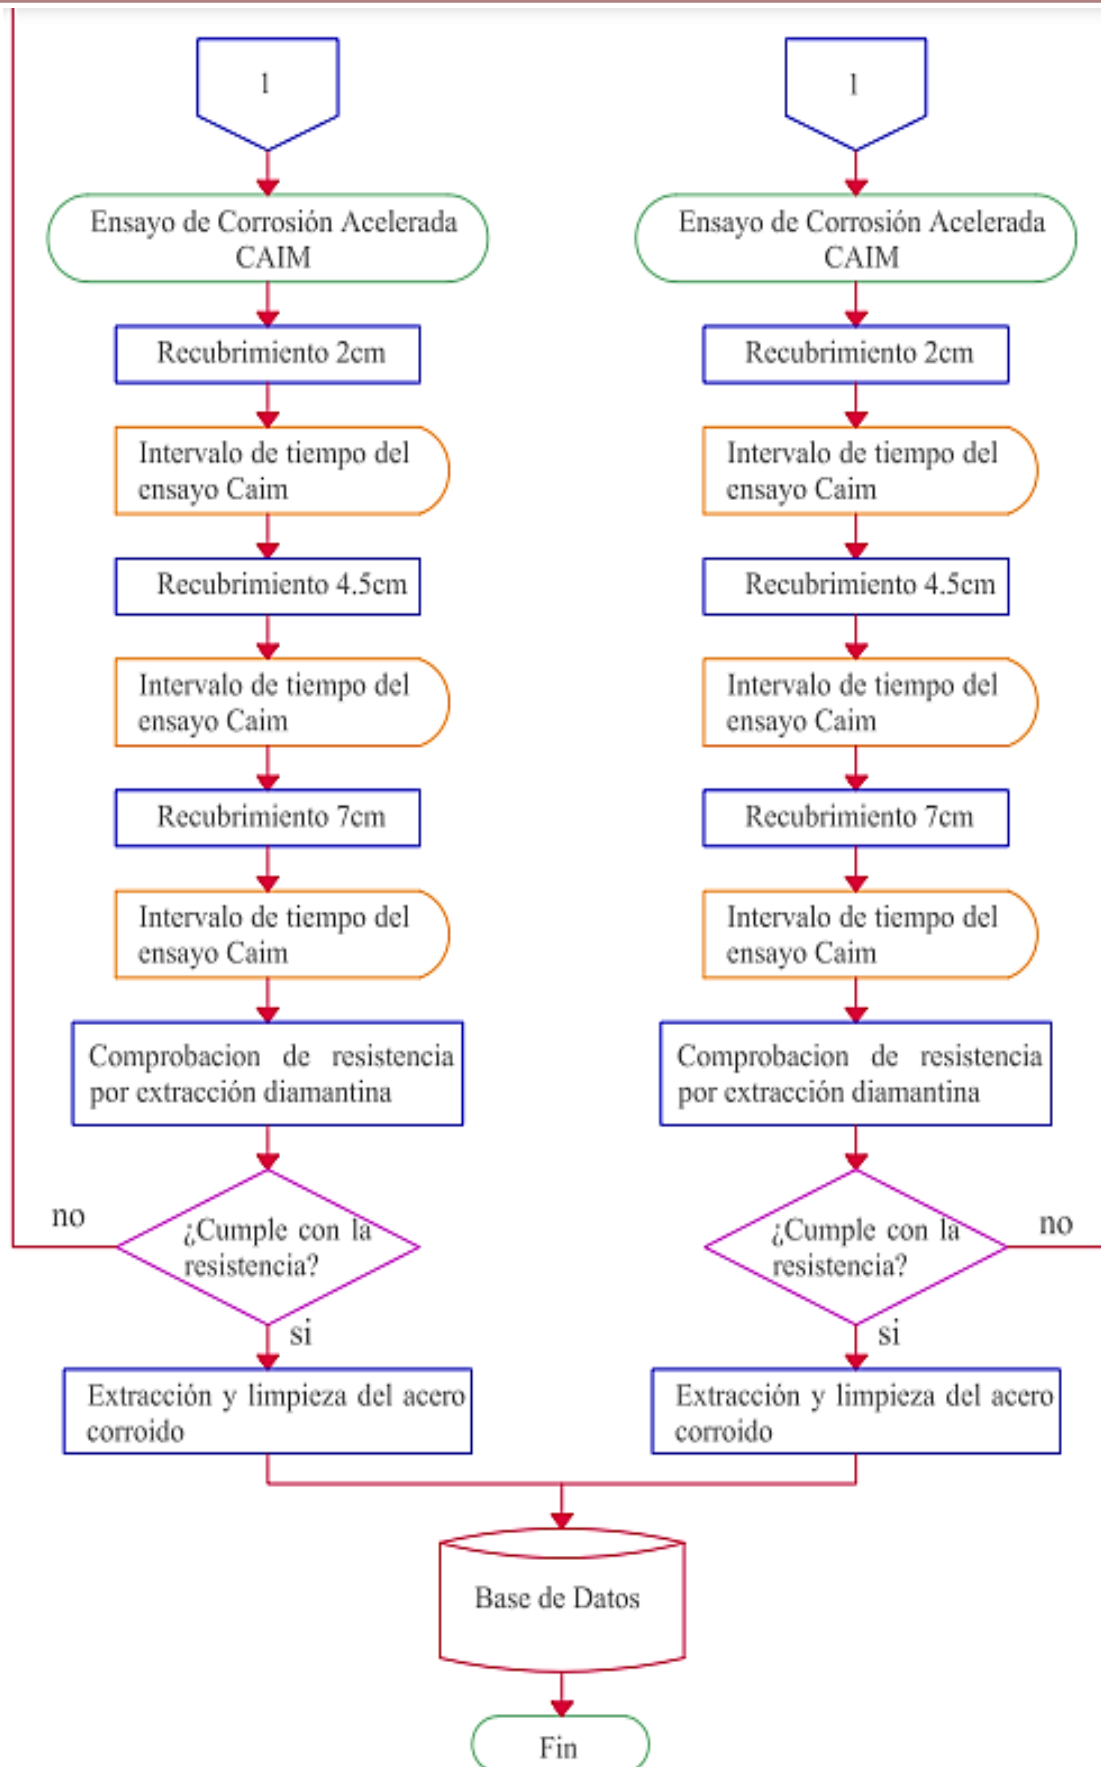 1
Ensayo de Corrosión Acelerada
CAIM
Recubrimiento 2cm
Intervalo de tiempo del
ensayo Caim
Recubrimiento 4.5cm
Intervalo de tiempo del
ensayo Caim
Recubrimiento 7cm
Intervalo de tiempo del
ensayo Caim
Comprobacion de resistencia
por extracción diamantina
no
¿Cumple con la
resistencia?
si
Extracción y limpieza del acero
corroido
1
Ensayo de Corrosión Acelerada
CAIM
Recubrimiento 2cm
Intervalo de tiempo del
ensayo Caim
Recubrimiento 4.5cm
Intervalo de tiempo del
ensayo Caim
Recubrimiento 7cm
Intervalo de tiempo del
ensayo Caim
Comprobacion de resistencia
por extracción diamantina
¿Cumple con la
resistencia?
no
si
Extracción y limpieza del acero
corroido
Base de Datos
Fin